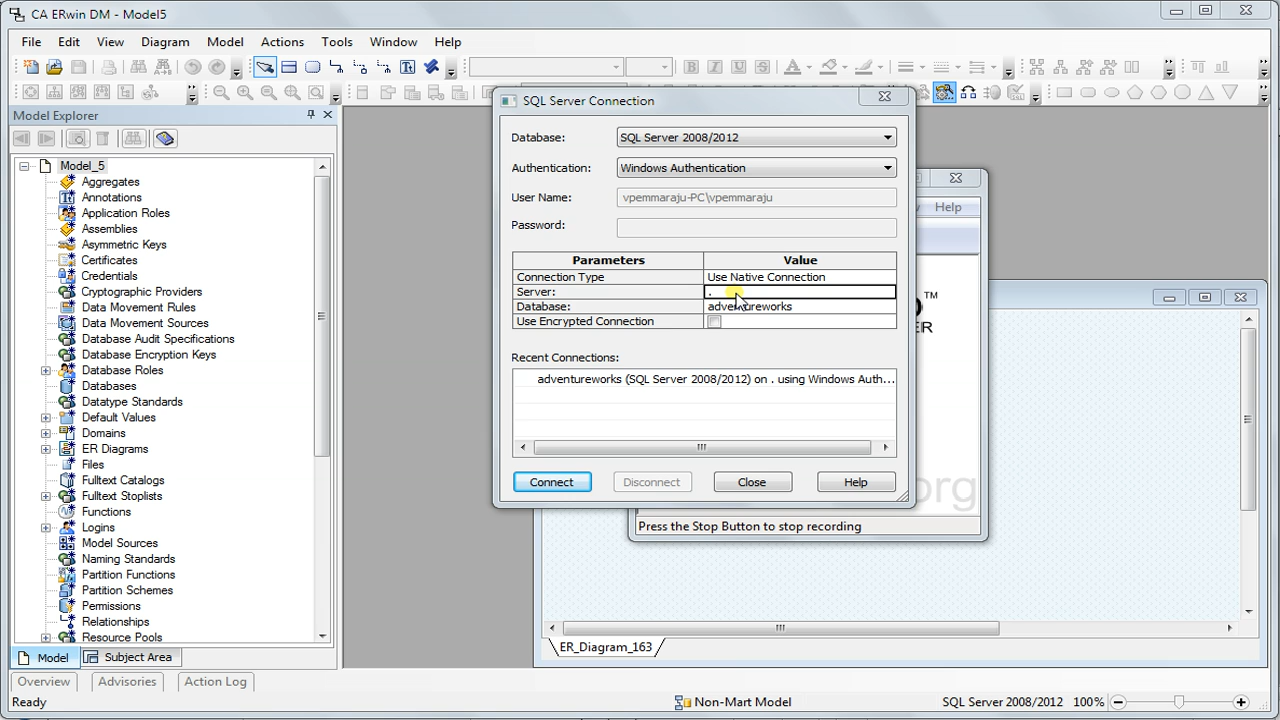 CA ERwin DM - Model5
File Edit View Diagram Model Actions Tools Window Help
B I U S A
Model Explorer
Model_5
Aggregates
Annotations
Application Roles
Assemblies
Asymmetric Keys
Certificates
Credentials
Cryptographic Providers
Data Movement Rules
Data Movement Sources
Database Audit Specifications
Database Encryption Keys
Database Roles
Databases
Datatype Standards
Default Values
Domains
ER Diagrams
Files
Fulltext Catalogs
Fulltext Stoplists
Functions
Logins
Model Sources
Naming Standards
Partition Functions
Partition Schemes
Permissions
Relationships
Resource Pools
Model Subject Area
Overview Advisories Action Log
Ready Non-Mart Model SQL Server 2008/2012 100%
SQL Server Connection
Database: SQL Server 2008/2012
Authentication: Windows Authentication
User Name: vpemmaraju-PC\vpemmaraju
Password:
Parameters Value
Connection Type Use Native Connection
Server: .
Database: adventureworks
Use Encrypted Connection
Recent Connections:
adventureworks (SQL Server 2008/2012) on . using Windows Auth...
Connect Disconnect Close Help
Help
TM
ER
org
Press the Stop Button to stop recording
ER_Diagram_163